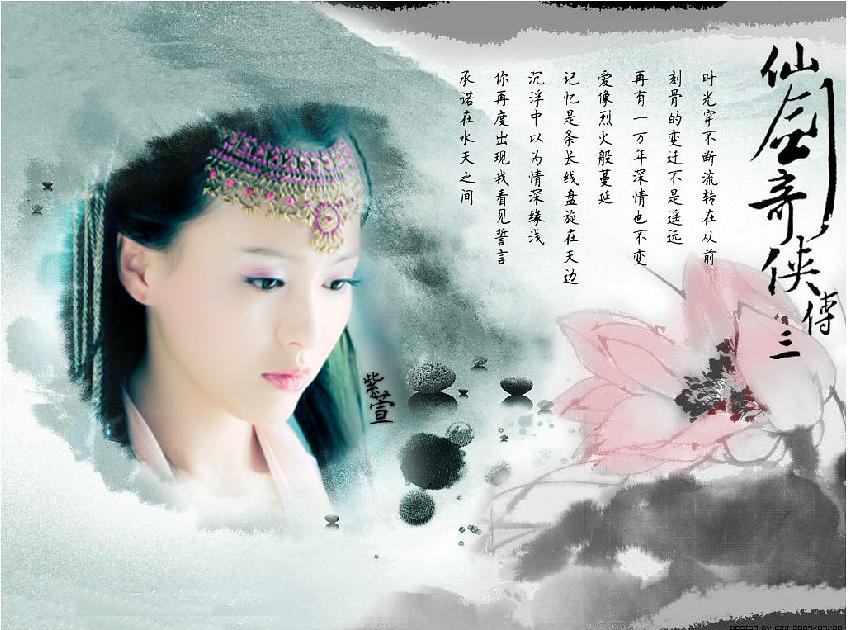 仙剑奇侠传三
时光穿不断流转在从前
刻骨的变迁不是遥远
再有一万年深情也不变
爱像烈火般蔓延
记忆是条长线盘旋在天边
沉浮中以为情深缘浅
你再度出现我看见誓言
承诺在水天之间
紫萱